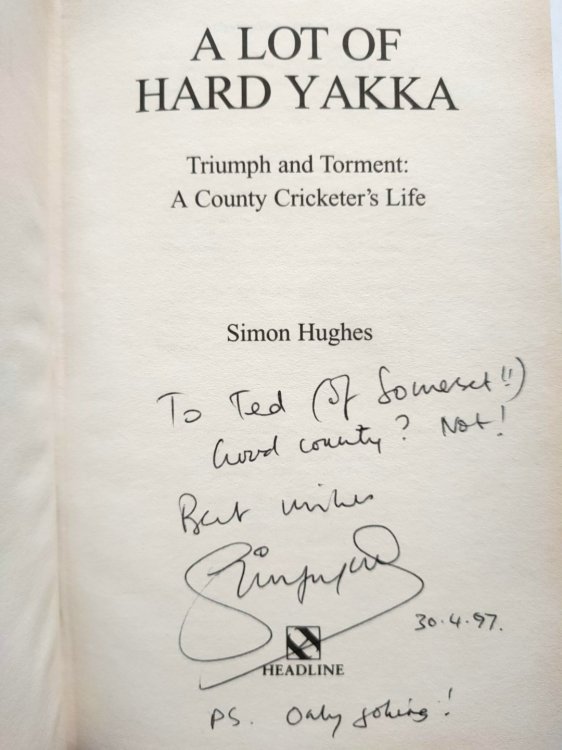 A LOT OF
HARD YAKKA
Triumph and Torment:
A County Cricketer's Life
Simon Hughes
To Ted (of Somerset!!)
Good county? Not!
Best wishes
30.4.97.
HEADLINE
PS. Only joking!